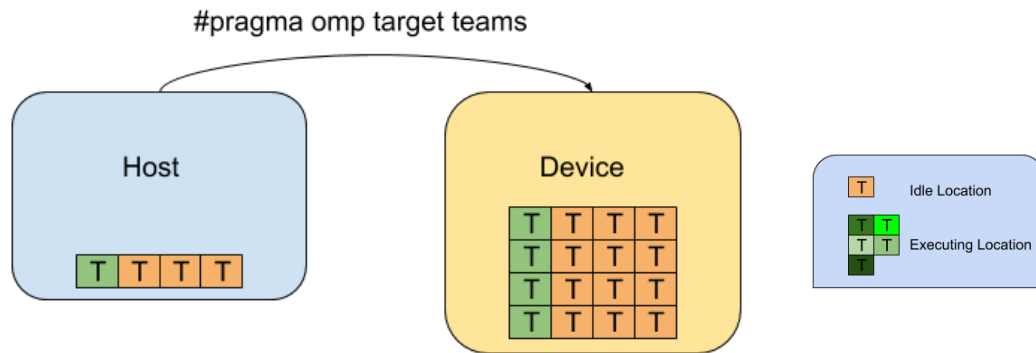 #pragma omp target teams
Host
Device
T T T T
T T T T
T T T T
T T T T
T T T T
T Idle Location
T T
T T Executing Location
T